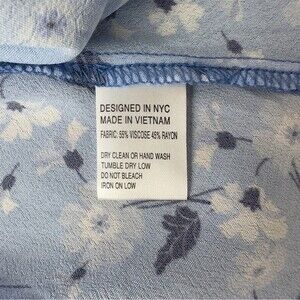 DESIGNED IN NYC
MADE IN VIETNAM
FABRIC: 55% VISCOSE 45% RAYON
DRY CLEAN OR HAND WASH
TUMBLE DRY LOW
DO NOT BLEACH
IRON ON LOW